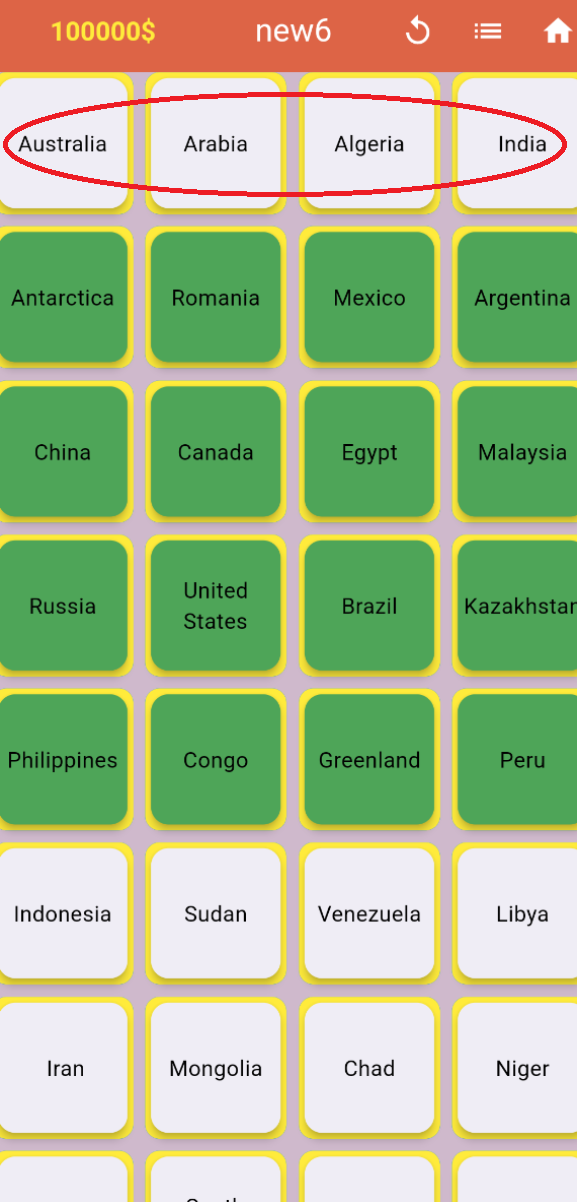 100000$ new6
Australia Arabia Algeria India
Antarctica Romania Mexico Argentina
China Canada Egypt Malaysia
Russia United States Brazil Kazakhstan
Philippines Congo Greenland Peru
Indonesia Sudan Venezuela Libya
Iran Mongolia Chad Niger